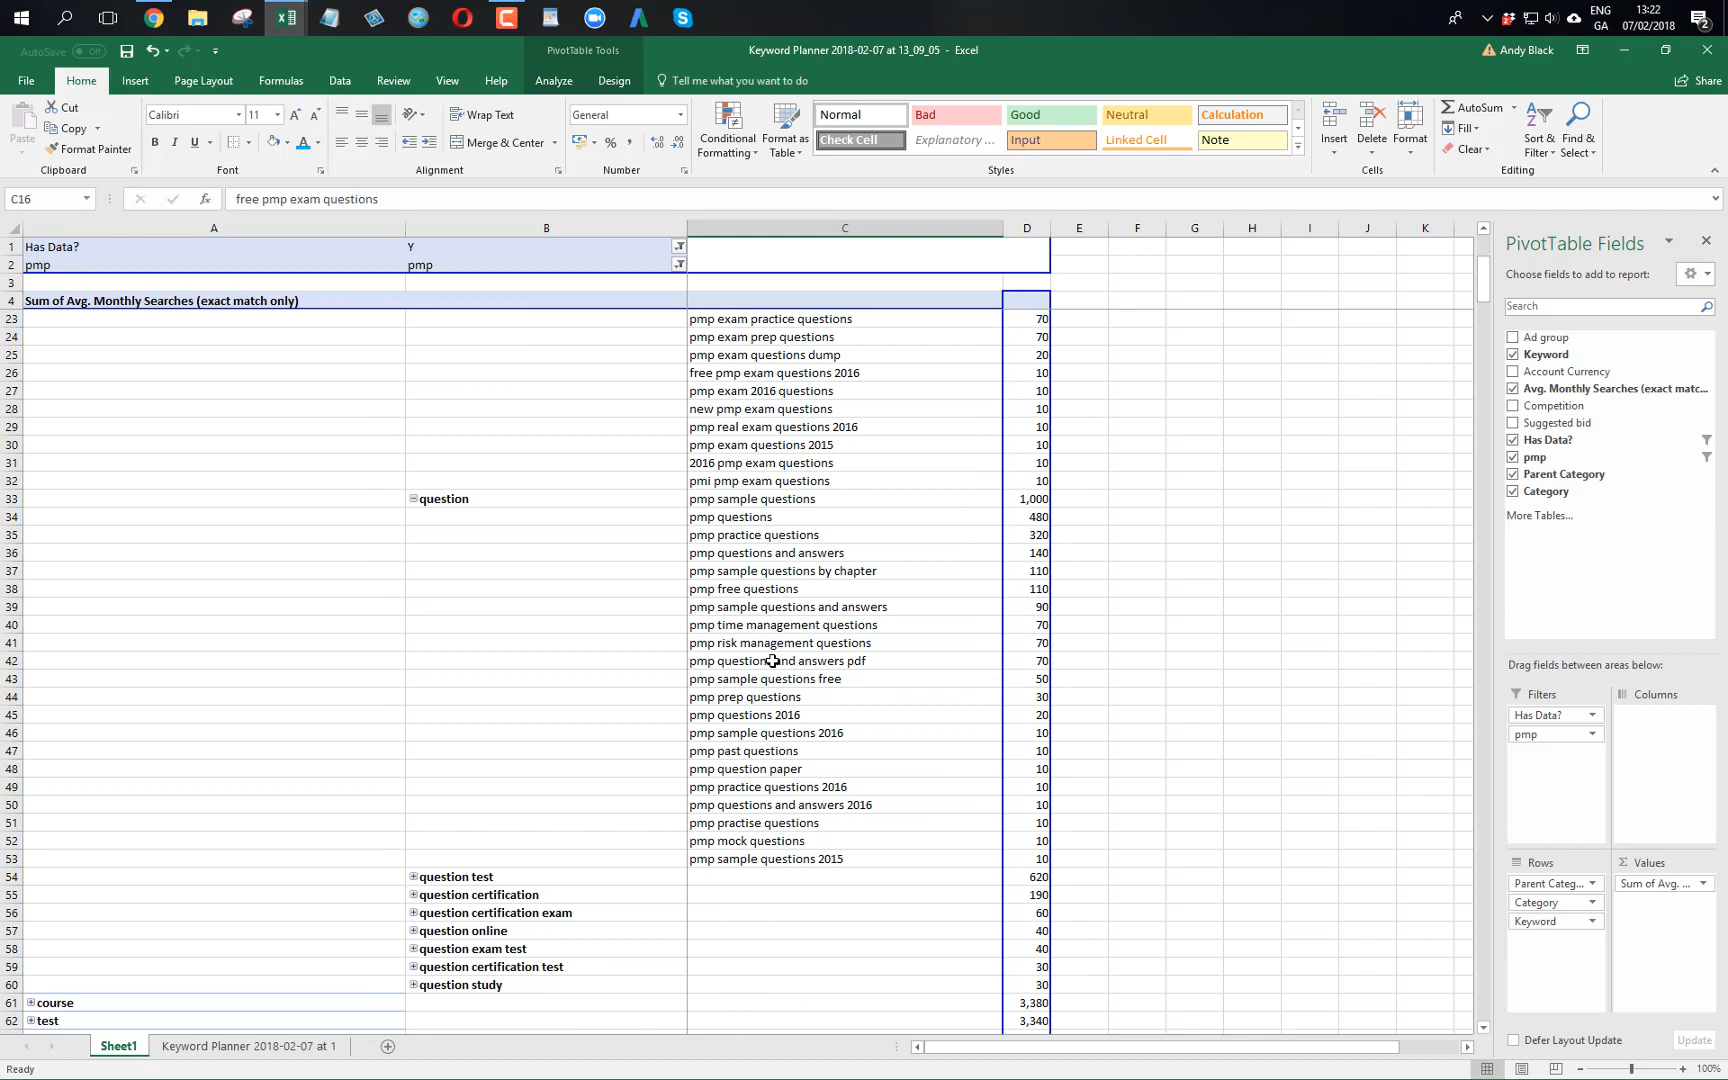 ENG
GA
13:22
07/02/2018
2
AutoSave Off
PivotTable Tools
Keyword Planner 2018-02-07 at 13_09_05 - Excel
Andy Black
File Home Insert Page Layout Formulas Data Review View Help Analyze Design Tell me what you want to do Share
Paste
Cut
Copy
Format Painter
Clipboard
Calibri 11
B I U
Font
Wrap Text
Merge & Center
Alignment
General
Number
Conditional Formatting
Format as Table
Normal Bad Good Neutral Calculation
Check Cell Explanatory ... Input Linked Cell Note
Styles
Insert Delete Format
Cells
AutoSum
Fill
Clear
Sort & Filter
Find & Select
Editing
C16 fx free pmp exam questions
A B C D E F G H I J K
1 Has Data? Y
2 pmp pmp
3
4 Sum of Avg. Monthly Searches (exact match only)
23 pmp exam practice questions 70
24 pmp exam prep questions 70
25 pmp exam questions dump 20
26 free pmp exam questions 2016 10
27 pmp exam 2016 questions 10
28 new pmp exam questions 10
29 pmp real exam questions 2016 10
30 pmp exam questions 2015 10
31 2016 pmp exam questions 10
32 pmi pmp exam questions 10
33 question pmp sample questions 1,000
34 pmp questions 480
35 pmp practice questions 320
36 pmp questions and answers 140
37 pmp sample questions by chapter 110
38 pmp free questions 110
39 pmp sample questions and answers 90
40 pmp time management questions 70
41 pmp risk management questions 70
42 pmp question and answers pdf 70
43 pmp sample questions free 50
44 pmp prep questions 30
45 pmp questions 2016 20
46 pmp sample questions 2016 10
47 pmp past questions 10
48 pmp question paper 10
49 pmp practice questions 2016 10
50 pmp questions and answers 2016 10
51 pmp practise questions 10
52 pmp mock questions 10
53 pmp sample questions 2015 10
54 question test 620
55 question certification 190
56 question certification exam 60
57 question online 40
58 question exam test 40
59 question certification test 30
60 question study 30
61 course 3,380
62 test 3,340
Sheet1 Keyword Planner 2018-02-07 at 1
Ready
100%
PivotTable Fields
Choose fields to add to report:
Search
Ad group
Keyword
Account Currency
Avg. Monthly Searches (exact matc...
Competition
Suggested bid
Has Data?
pmp
Parent Category
Category
More Tables...
Drag fields between areas below:
Filters Columns
Has Data?
pmp
Rows Values
Parent Categ... Sum of Avg. ...
Category
Keyword
Defer Layout Update Update